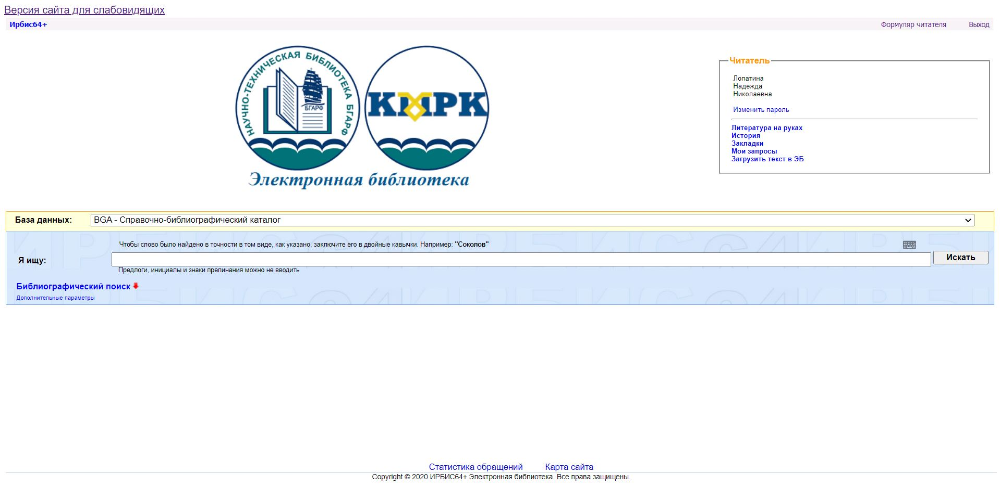 Версия сайта для слабовидящих
Ирбис64+
Формуляр читателя
Выход
НАУЧНО-ТЕХНИЧЕСКАЯ БИБЛИОТЕКА БГАРФ
БГАРФ
КМРК
Электронная библиотека
Читатель
Лопатина
Надежда
Николаевна
Изменить пароль
Литература на руках
История
Закладки
Мои запросы
Загрузить текст в ЭБ
База данных:
BGA - Справочно-библиографический каталог
Чтобы слово было найдено в точности в том виде, как указано, заключите его в двойные кавычки. Например: "Соколов"
Я ищу:
Искать
Предлоги, инициалы и знаки препинания можно не вводить
Библиографический поиск
Дополнительные параметры
Статистика обращений
Карта сайта
Copyright © 2020 ИРБИС64+ Электронная библиотека. Все права защищены.